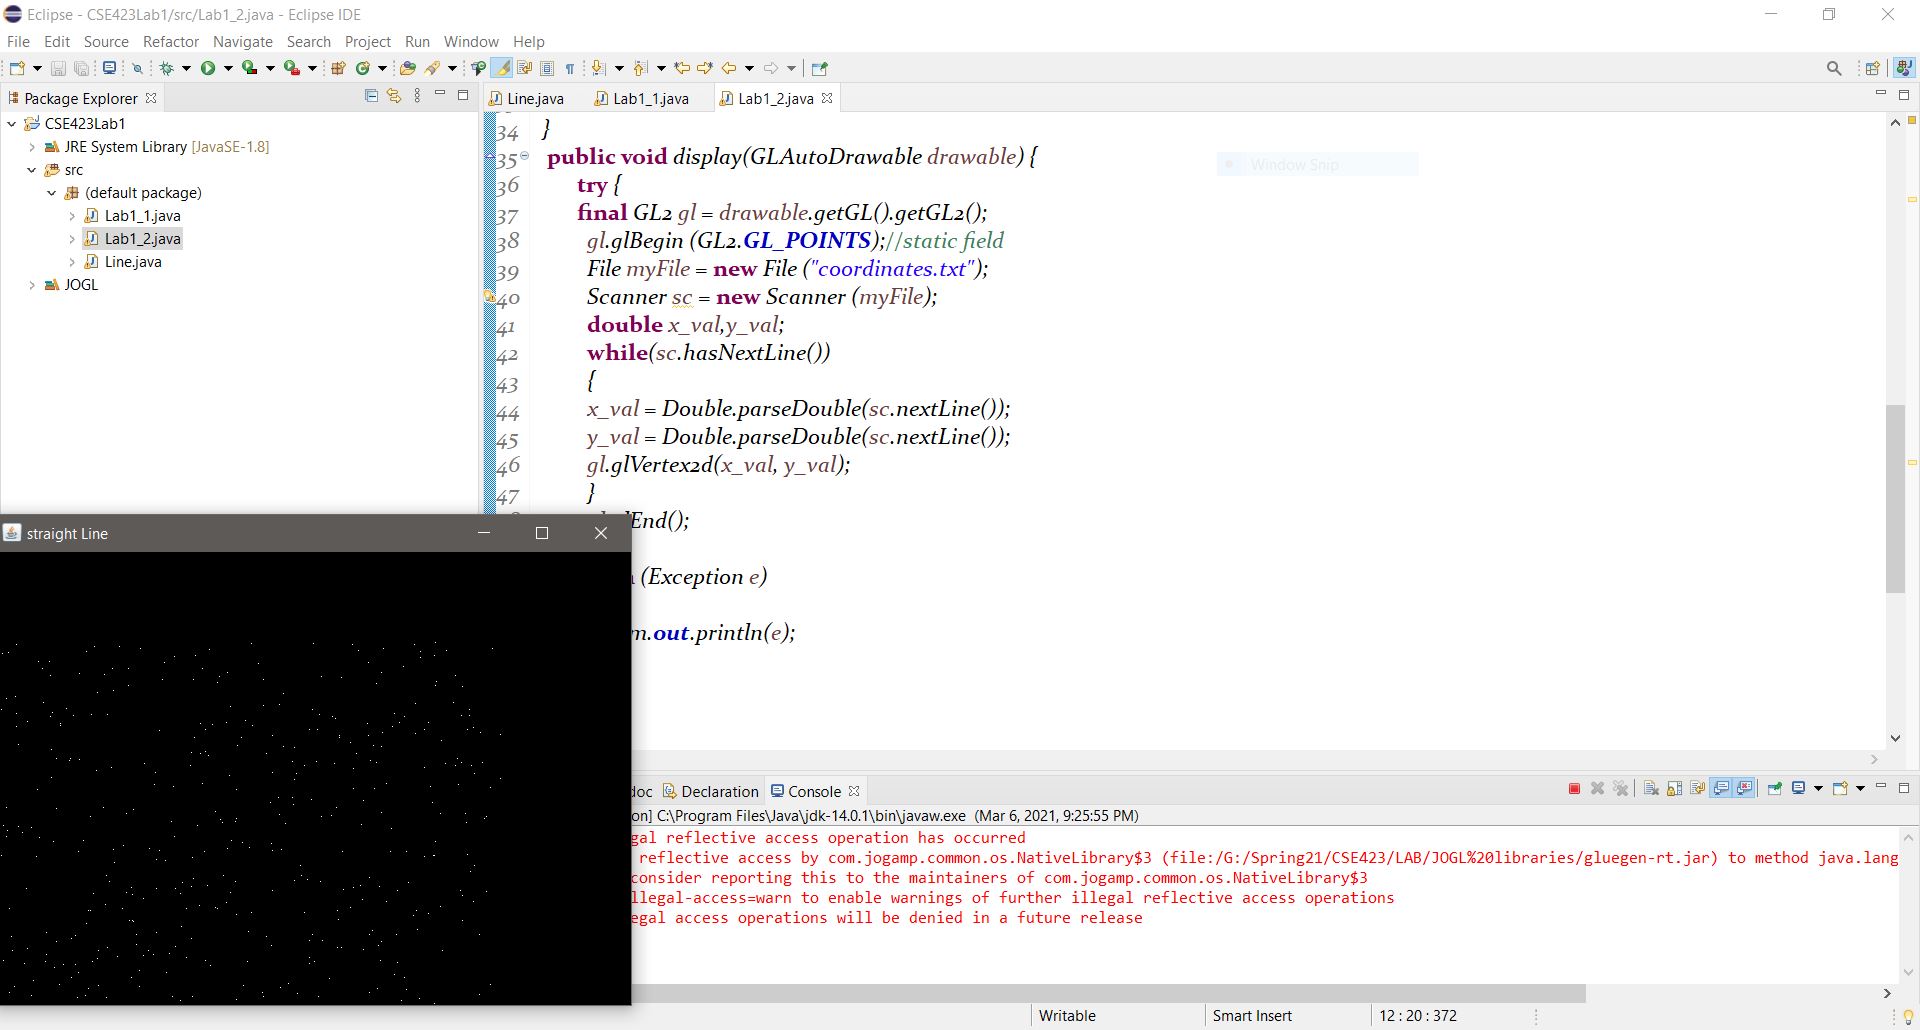 Eclipse - CSE423Lab1/src/Lab1_2.java - Eclipse IDE
File Edit Source Refactor Navigate Search Project Run Window Help
Package Explorer
CSE423Lab1
JRE System Library [JavaSE-1.8]
src
(default package)
Lab1_1.java
Lab1_2.java
Line.java
JOGL
Line.java Lab1_1.java Lab1_2.java
34 }
35 public void display(GLAutoDrawable drawable) {
Window Snip
36 try {
37 final GL2 gl = drawable.getGL().getGL2();
38 gl.glBegin (GL2.GL_POINTS);//static field
39 File myFile = new File ("coordinates.txt");
40 Scanner sc = new Scanner (myFile);
41 double x_val,y_val;
42 while(sc.hasNextLine())
43 {
44 x_val = Double.parseDouble(sc.nextLine());
45 y_val = Double.parseDouble(sc.nextLine());
46 gl.glVertex2d(x_val, y_val);
47 }
End();
(Exception e)
m.out.println(e);
straight Line
doc Declaration Console
on] C:\Program Files\Java\jdk-14.0.1\bin\javaw.exe (Mar 6, 2021, 9:25:55 PM)
gal reflective access operation has occurred
reflective access by com.jogamp.common.os.NativeLibrary$3 (file:/G:/Spring21/CSE423/LAB/JOGL%20libraries/gluegen-rt.jar) to method java.lang
consider reporting this to the maintainers of com.jogamp.common.os.NativeLibrary$3
llegal-access=warn to enable warnings of further illegal reflective access operations
egal access operations will be denied in a future release
Writable Smart Insert 12 : 20 : 372